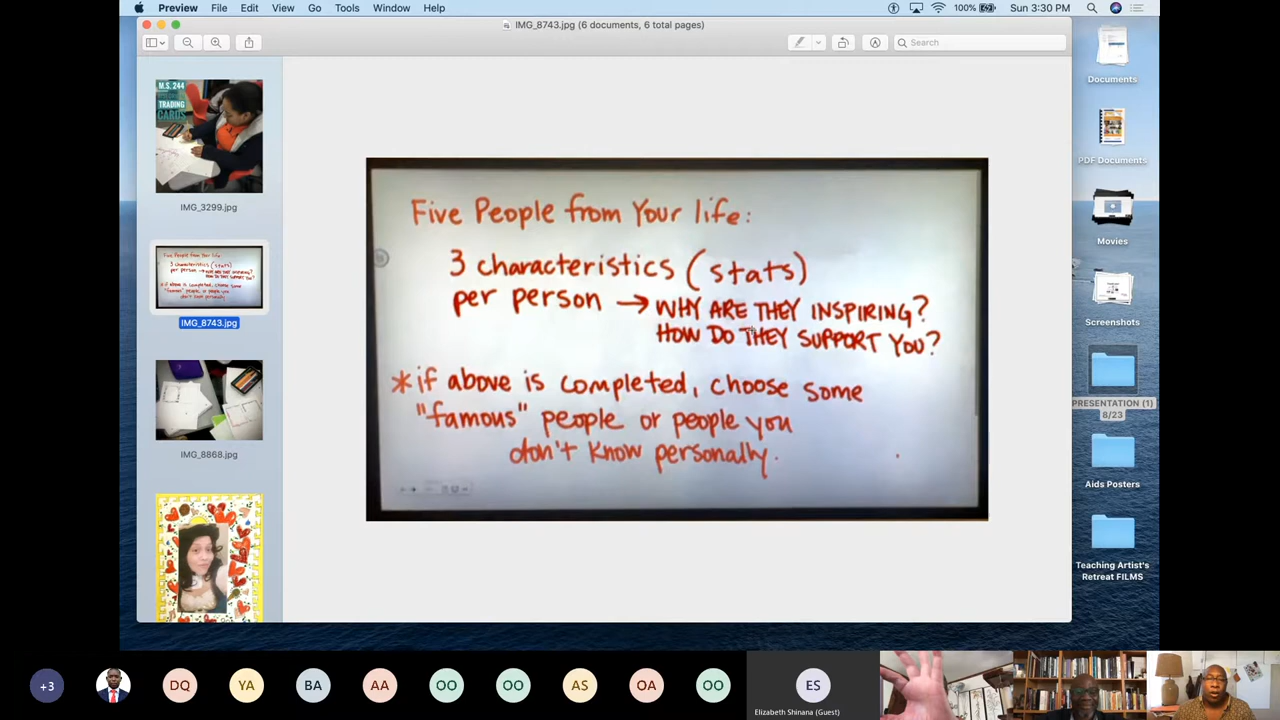 Preview File Edit View Go Tools Window Help
100% Sun 3:30 PM
IMG_8743.jpg (6 documents, 6 total pages)
Search
M.S. 244
TRADING
CARDS
IMG_3299.jpg
IMG_8743.jpg
IMG_8868.jpg
Five People from Your life:
3 characteristics (stats)
per person → WHY ARE THEY INSPIRING?
HOW DO THEY SUPPORT YOU?
*if above is completed, choose some
"famous" people or people you
don't know personally.
Documents
PDF Documents
Movies
Screenshots
PRESENTATION (1)
8/23
Aids Posters
Teaching Artist's
Retreat FILMS
+3 DQ YA BA AA OO OO AS OA OO ES
Elizabeth Shinana (Guest)